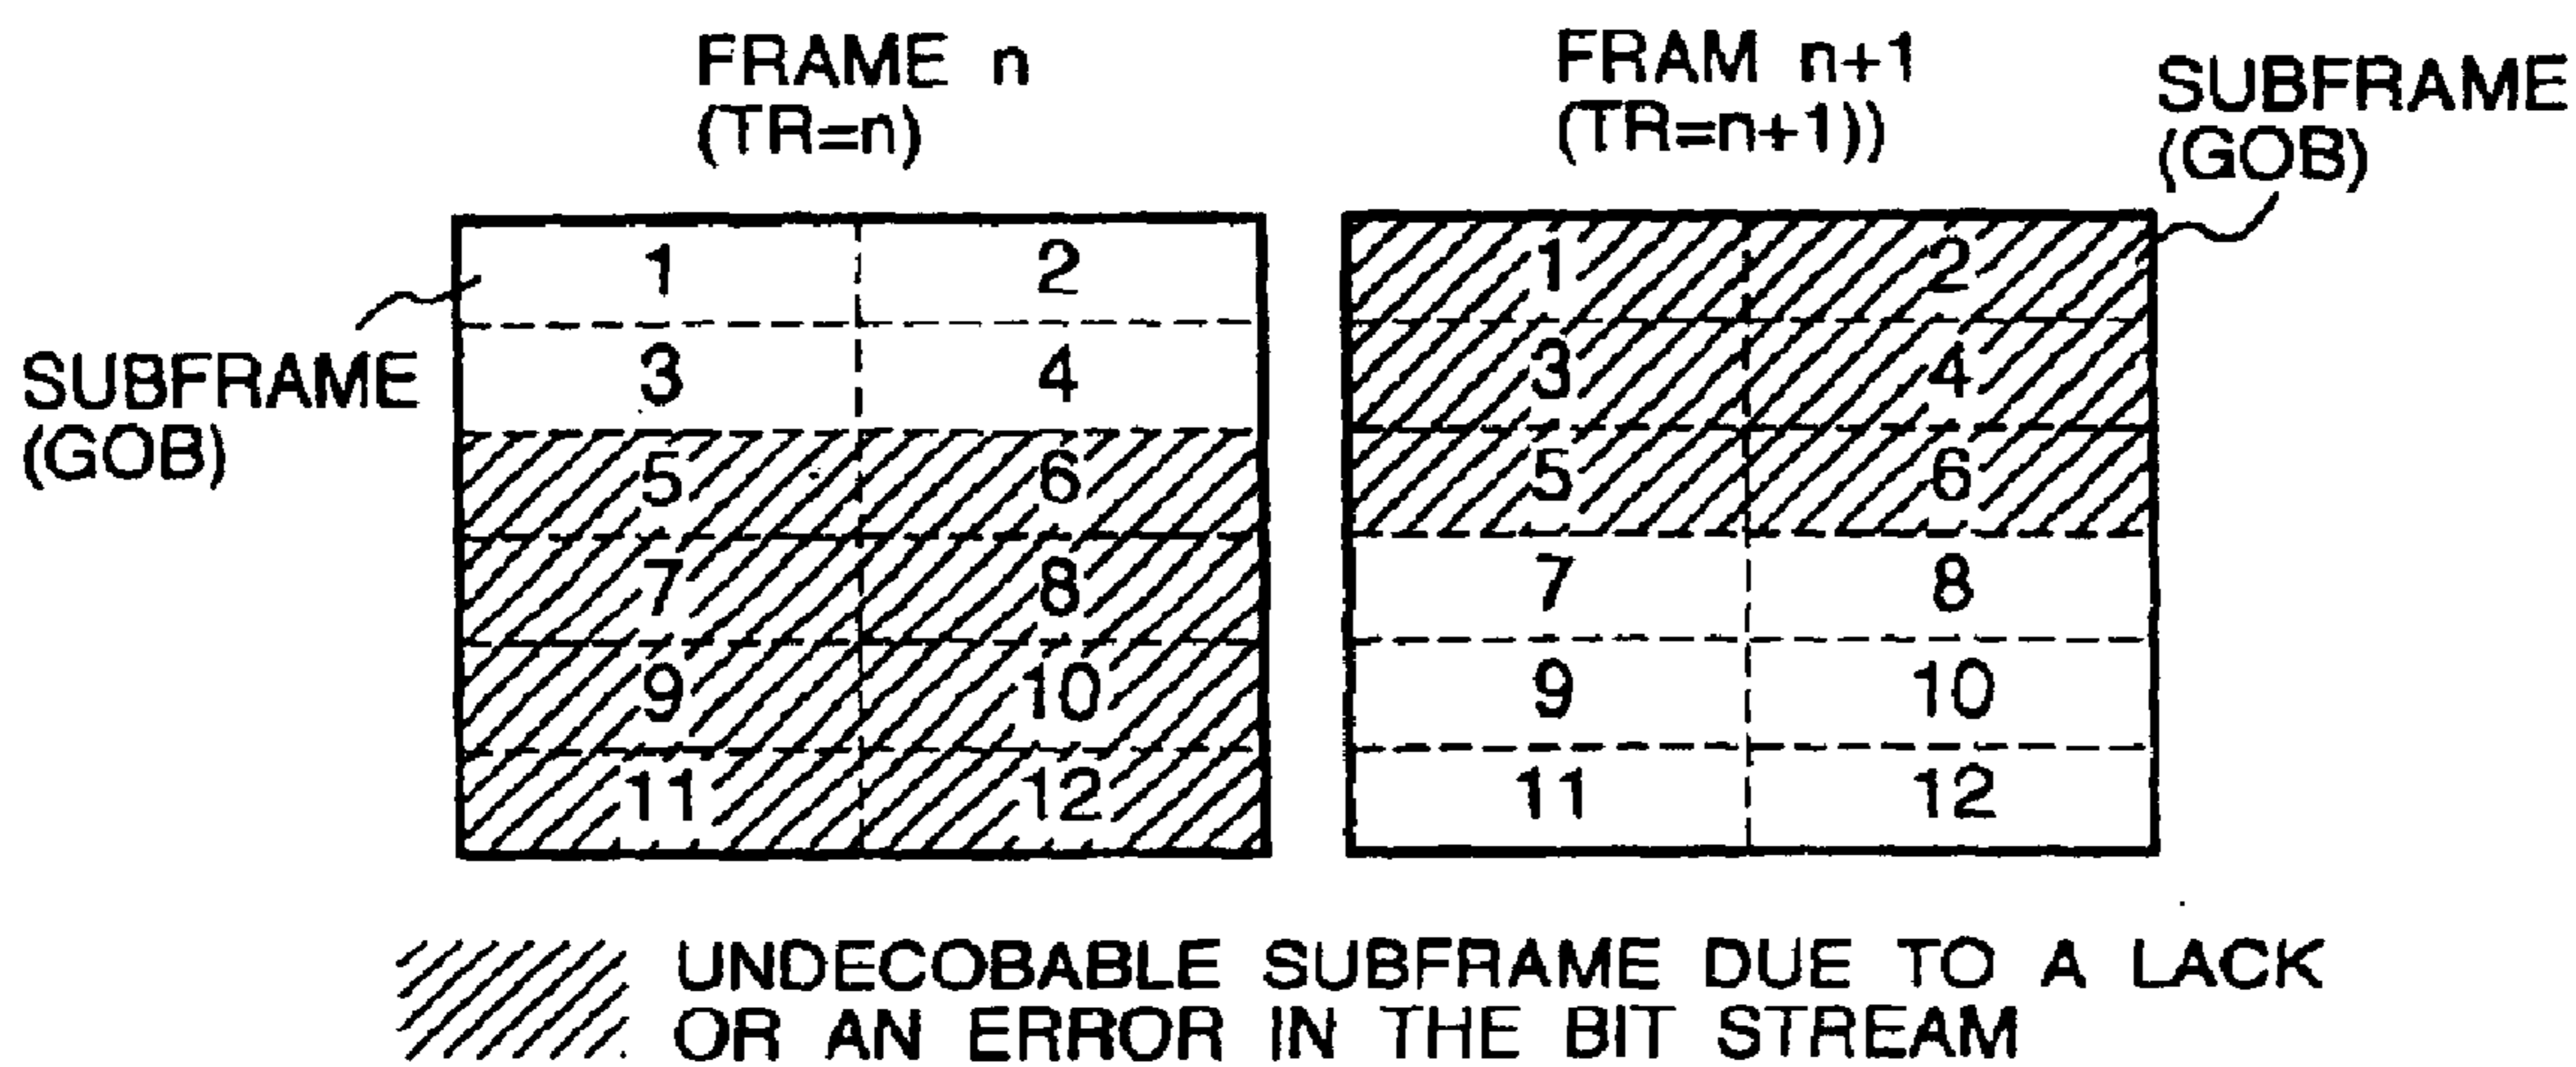 FRAME n
(TR=n)
FRAM n+1
(TR=n+1))
SUBFRAME
(GOB)
SUBFRAME
(GOB)
1 2
3 4
5 6
7 8
9 10
11 12
1 2
3 4
5 6
7 8
9 10
11 12
UNDECOBABLE SUBFRAME DUE TO A LACK
OR AN ERROR IN THE BIT STREAM